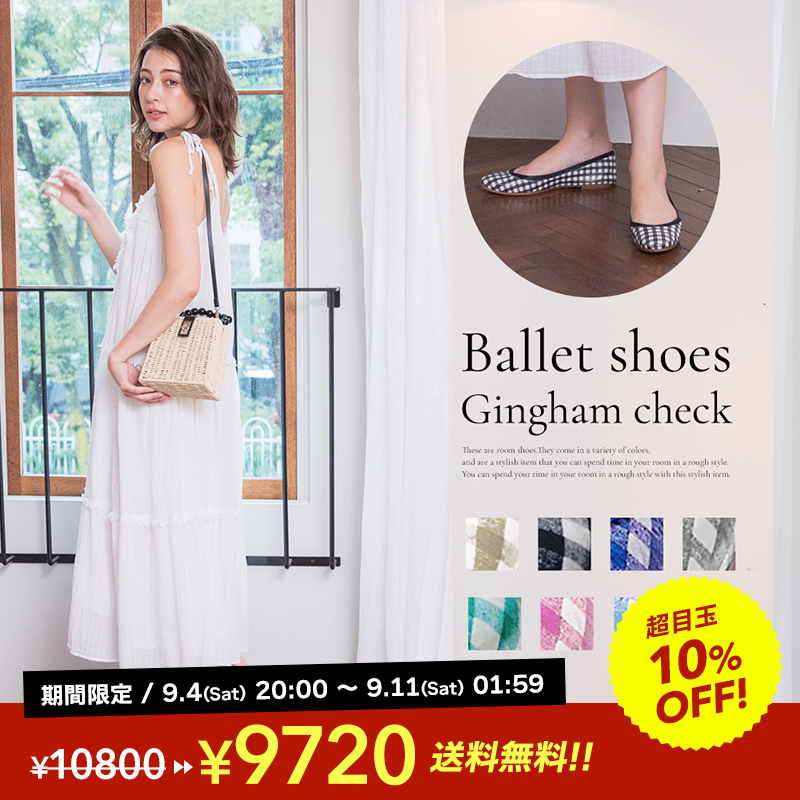 Ballet shoes
Gingham check
These are room shoes.They come in a variety of colors,
and are a stylish item that you can spend time in your room in a rough style.
You can spend your time in your room in a rough style with this stylish item.
超目玉
10%
OFF!
期間限定 / 9.4(Sat) 20:00 〜 9.11(Sat) 01:59
¥10800 ¥9720 送料無料!!